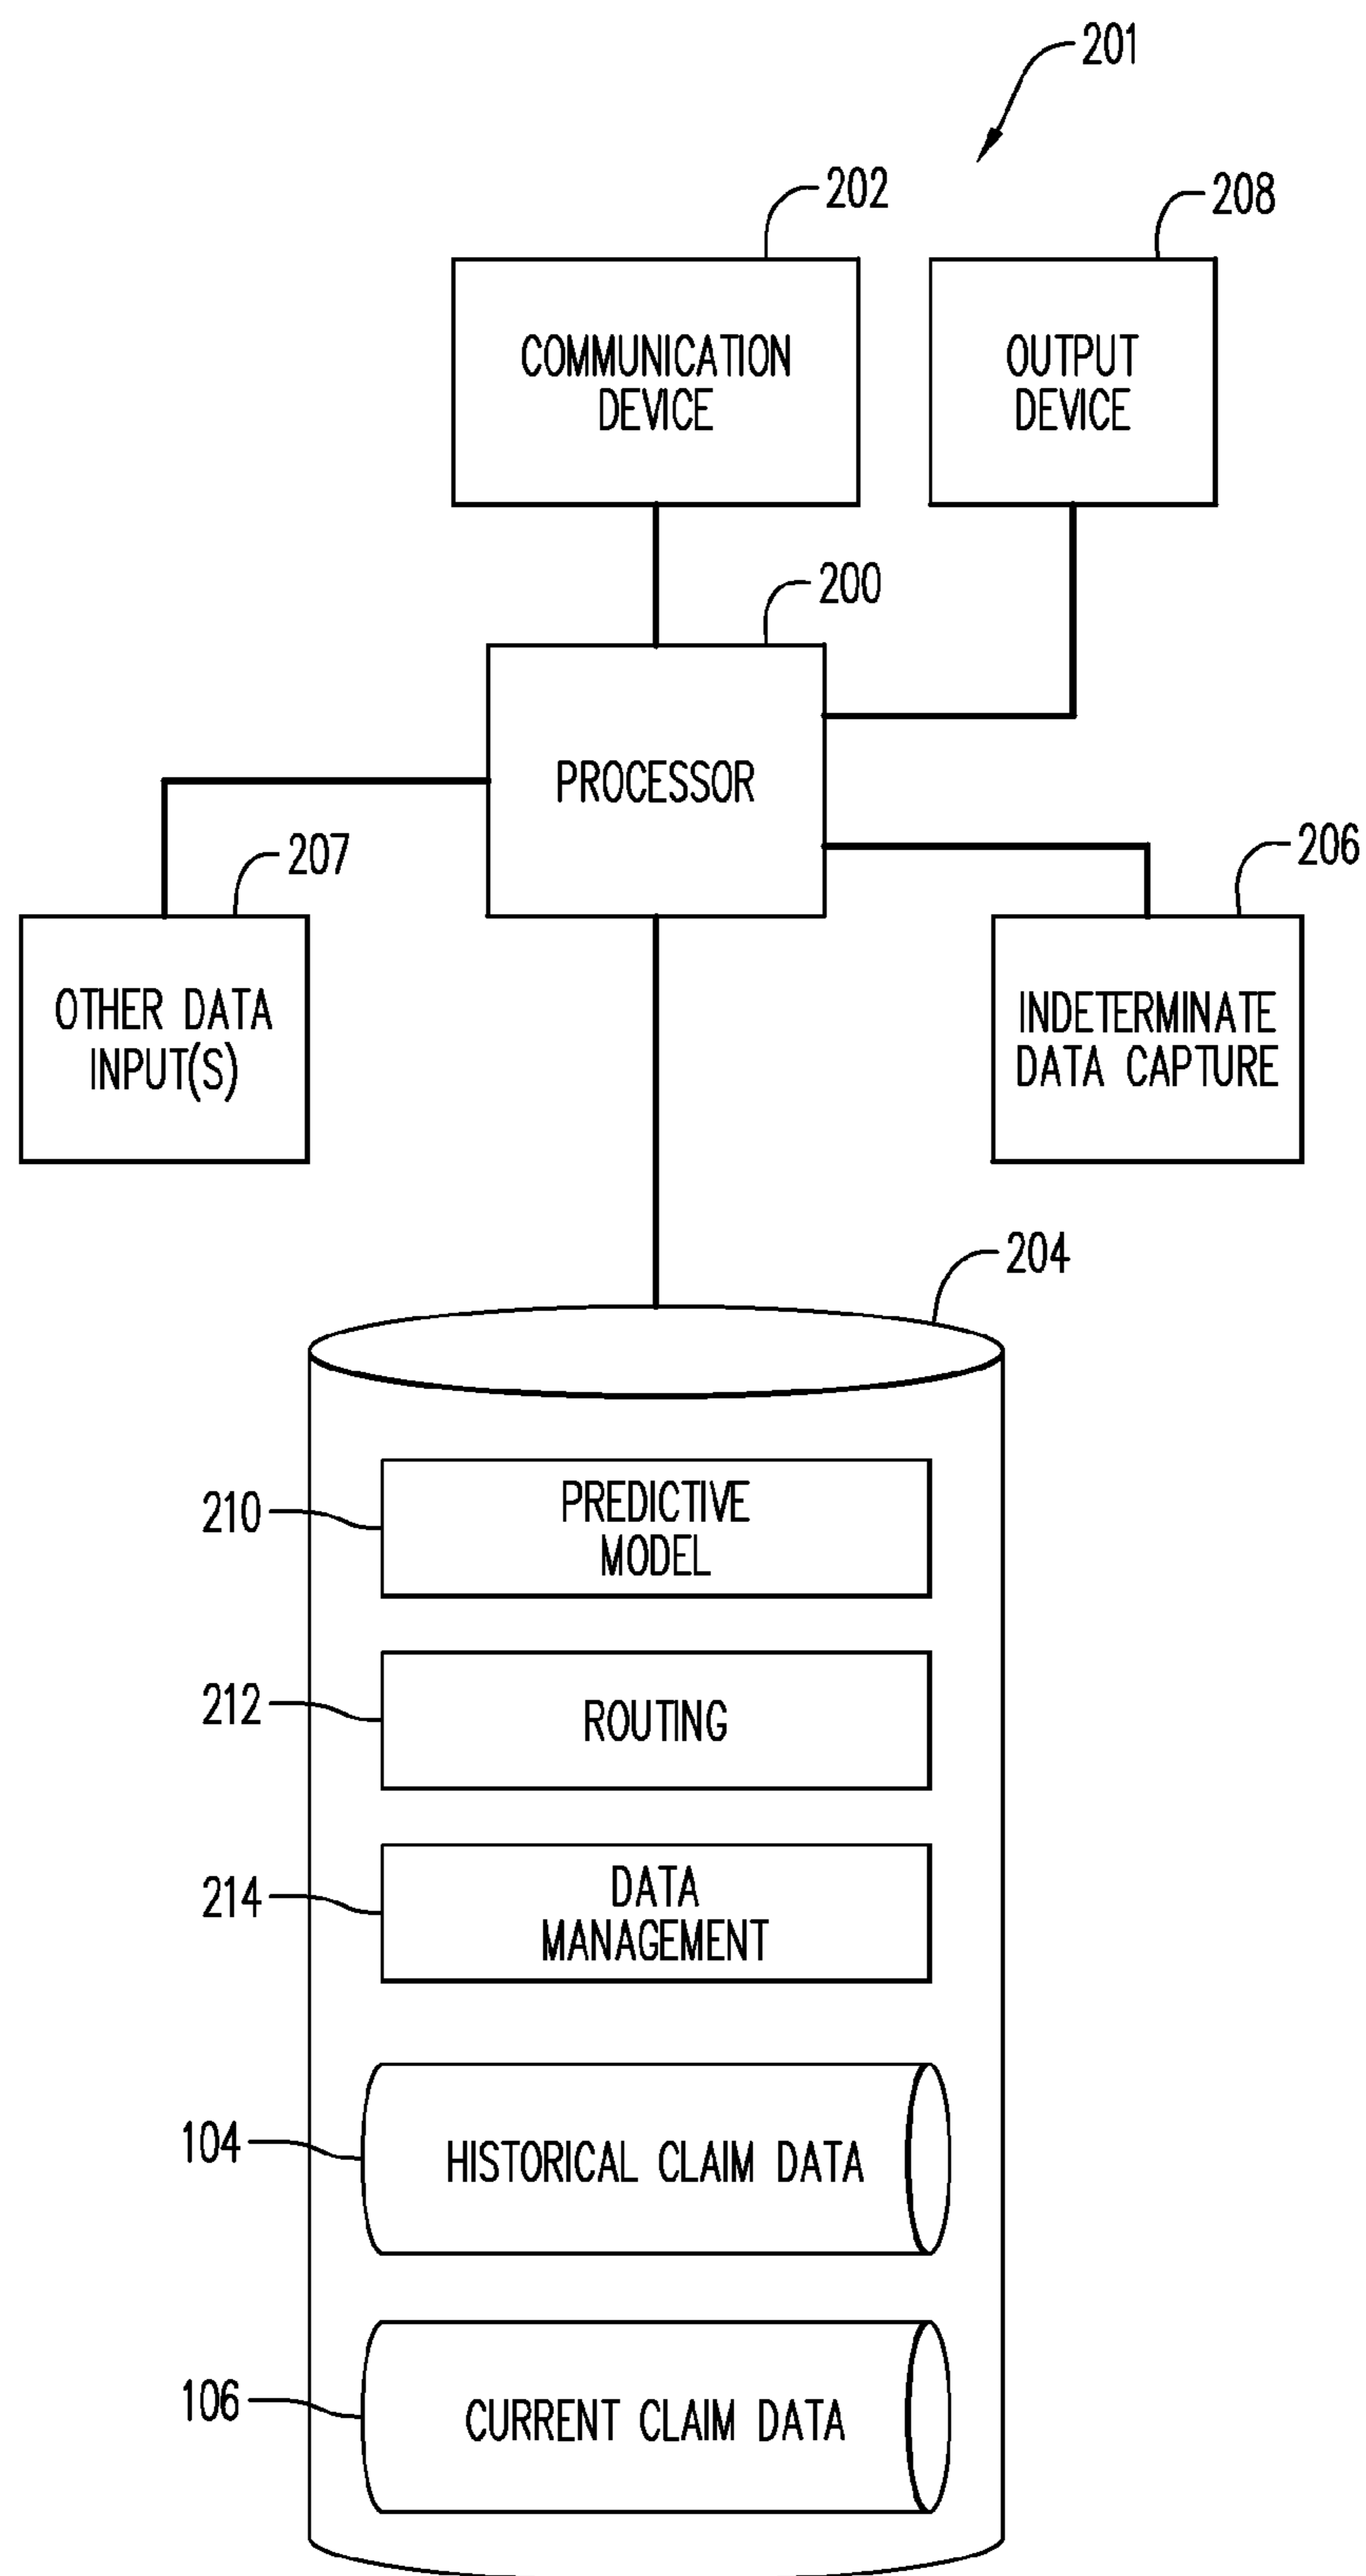 201
202
208
COMMUNICATION
DEVICE
OUTPUT
DEVICE
200
PROCESSOR
207
206
OTHER DATA
INPUT(S)
INDETERMINATE
DATA CAPTURE
204
210
PREDICTIVE
MODEL
212
ROUTING
214
DATA
MANAGEMENT
104
HISTORICAL CLAIM DATA
106
CURRENT CLAIM DATA